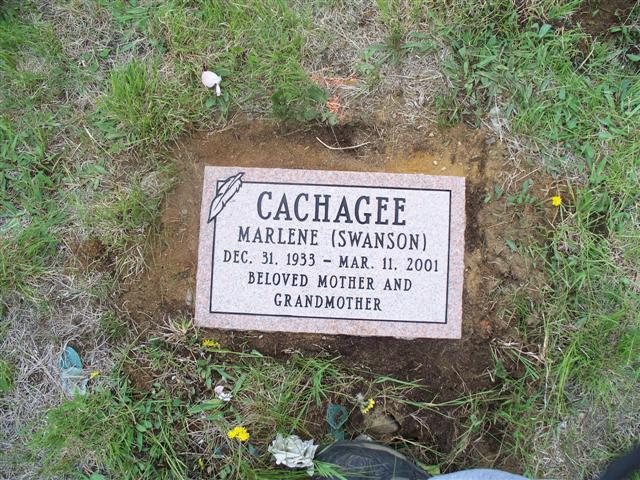 CACHAGEE
MARLENE (SWANSON)
DEC. 31, 1933 – MAR. 11, 2001
BELOVED MOTHER AND
GRANDMOTHER